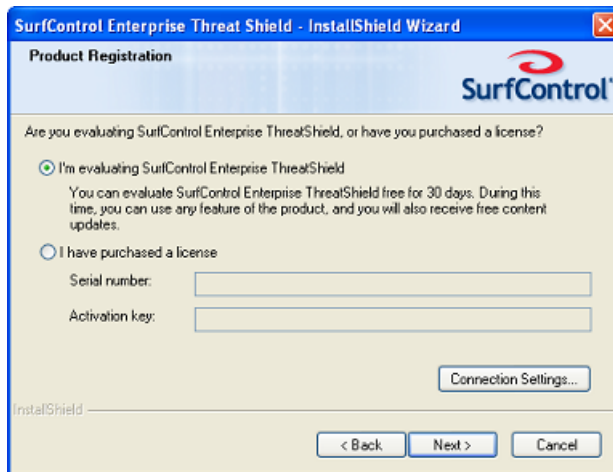 SurfControl Enterprise Threat Shield - InstallShield Wizard
Product Registration
SurfControl
Are you evaluating SurfControl Enterprise ThreatShield, or have you purchased a license?
I'm evaluating SurfControl Enterprise ThreatShield
You can evaluate SurfControl Enterprise ThreatShield free for 30 days. During this
time, you can use any feature of the product, and you will also receive free content
updates.
I have purchased a license
Serial number:
Activation key:
Connection Settings...
InstallShield
< Back Next > Cancel